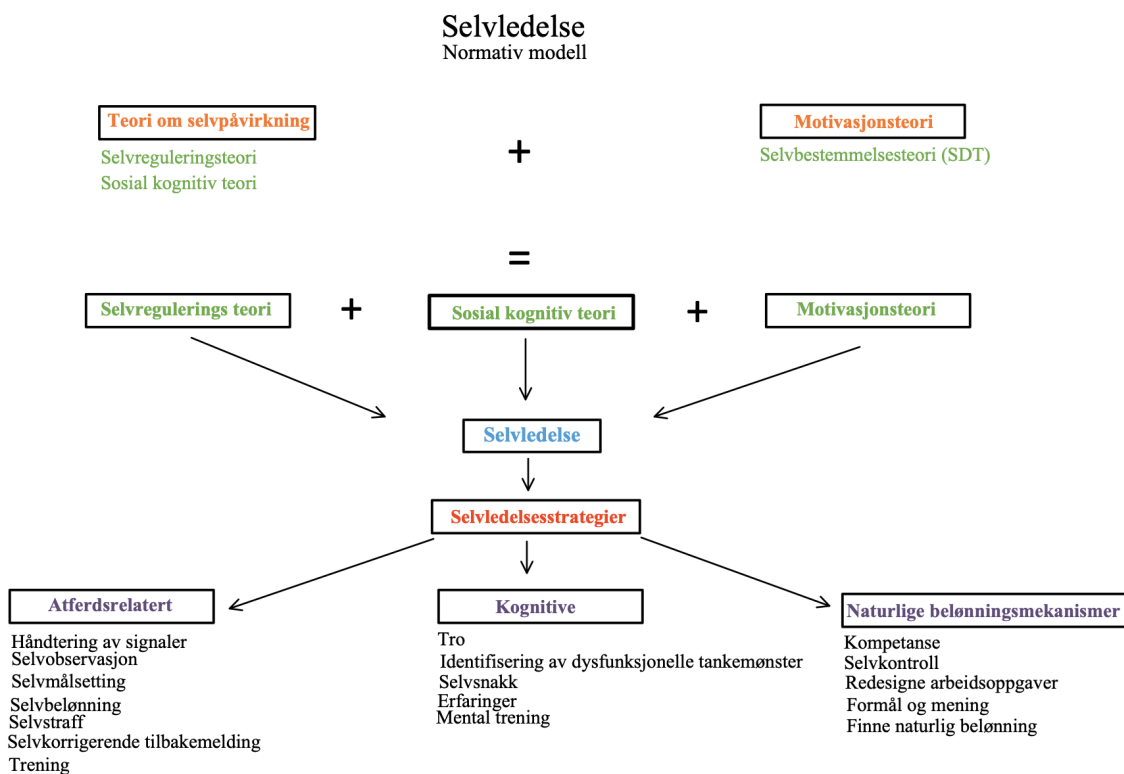 Selvledelse
Normativ modell
Teori om selvpåvirkning
Selvreguleringsteori
Sosial kognitiv teori
+
Motivasjonsteori
Selvbestemmelsesteori (SDT)
=
Selvregulerings teori
+
Sosial kognitiv teori
+
Motivasjonsteori
Selvledelse
Selvledelsesstrategier
Atferdsrelatert
Håndtering av signaler
Selvobservasjon
Selvmålsetting
Selvbelønning
Selvstraff
Selvkorrigerende tilbakemelding
Trening
Kognitive
Tro
Identifisering av dysfunksjonelle tankemønster
Selvsnakk
Erfaringer
Mental trening
Naturlige belønningsmekanismer
Kompetanse
Selvkontroll
Redesigne arbeidsoppgaver
Formål og mening
Finne naturlig belønning